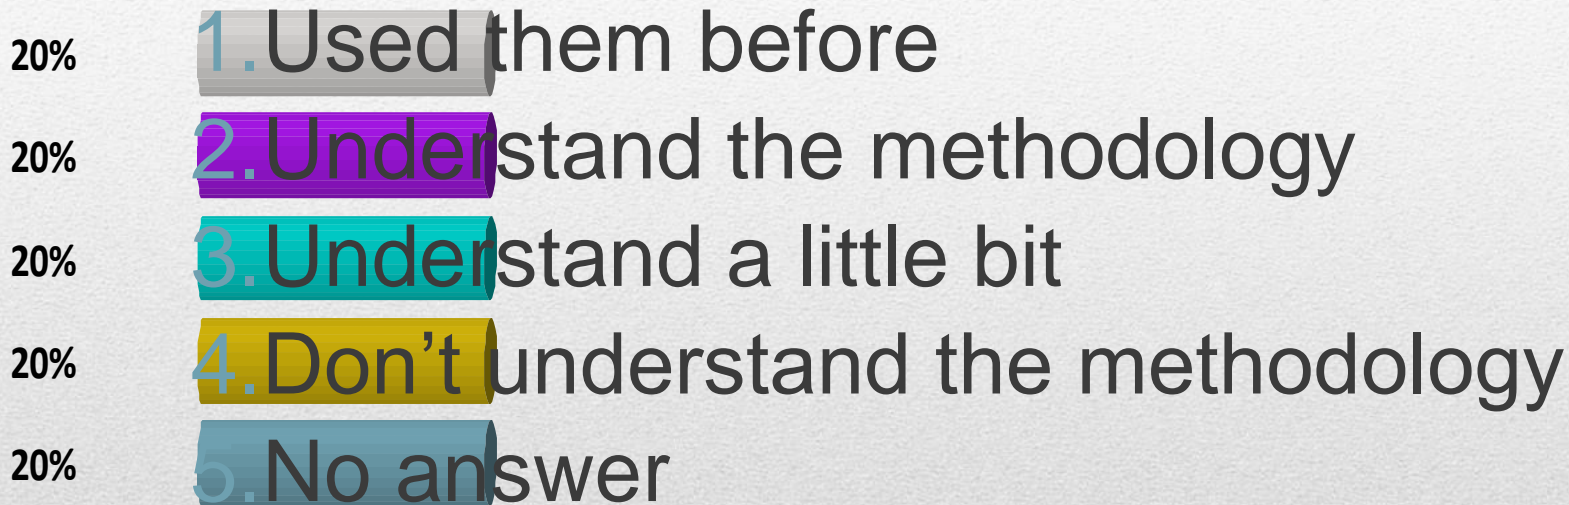 20% 1.Used them before
20% 2.Understand the methodology
20% 3.Understand a little bit
20% 4.Don’t understand the methodology
20% 5.No answer